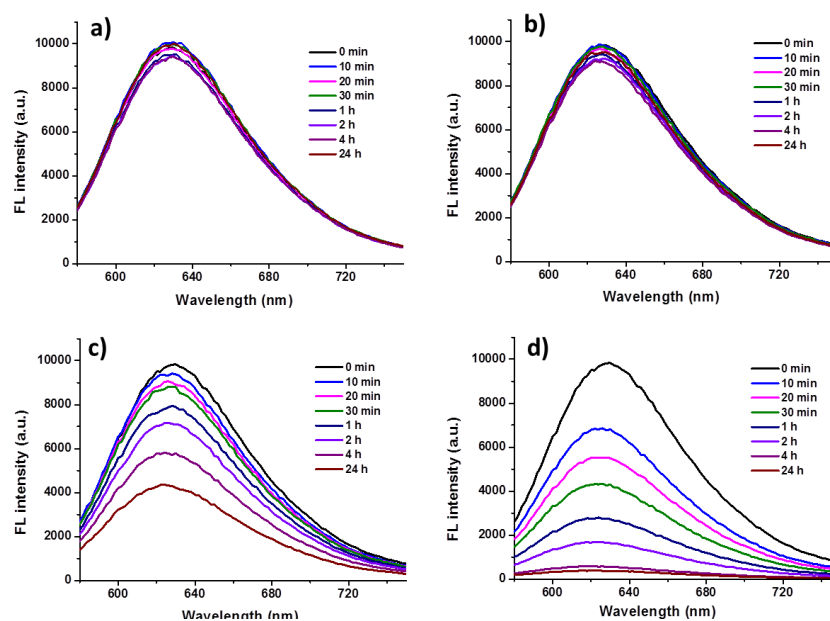 a)
FL intensity (a.u.)
10000
8000
6000
4000
2000
0
600
640
680
720
Wavelength (nm)
0 min
10 min
20 min
30 min
1 h
2 h
4 h
24 h
b)
FL intensity (a.u.)
10000
8000
6000
4000
2000
0
600
640
680
720
Wavelength (nm)
0 min
10 min
20 min
30 min
1 h
2 h
4 h
24 h
c)
FL intensity (a.u.)
10000
8000
6000
4000
2000
0
600
640
680
720
Wavelength (nm)
0 min
10 min
20 min
30 min
1 h
2 h
4 h
24 h
d)
FL intensity (a.u.)
10000
8000
6000
4000
2000
0
600
640
680
720
Wavelength (nm)
0 min
10 min
20 min
30 min
1 h
2 h
4 h
24 h